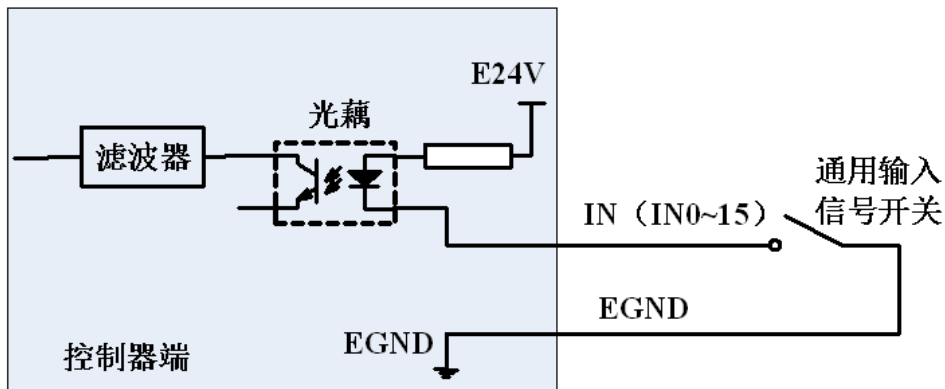 E24V
光藕
滤波器
通用输入
信号开关
IN（IN0~15）
EGND
EGND
控制器端